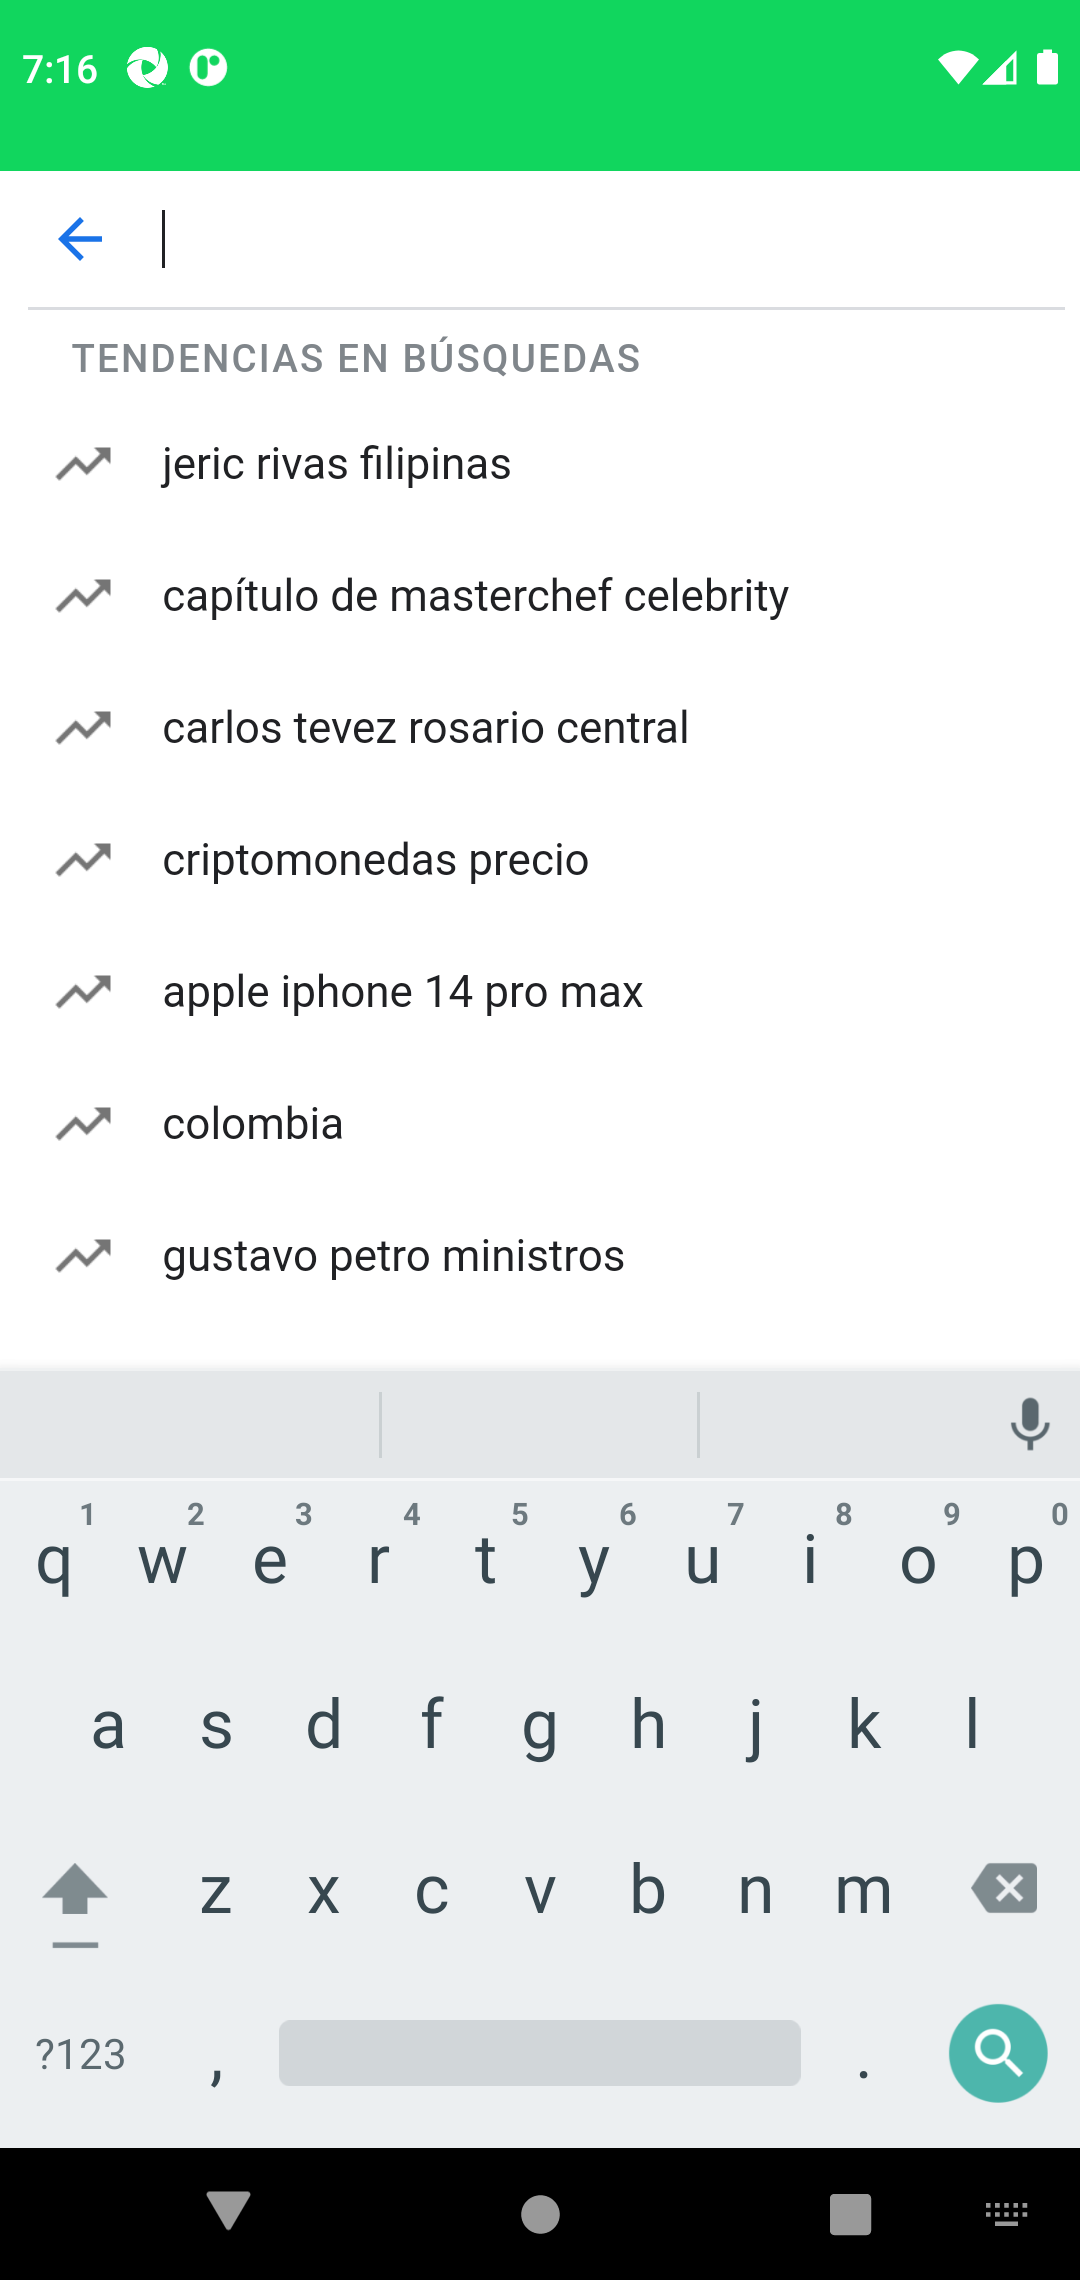 7:16
TENDENCIAS EN BÚSQUEDAS
jeric rivas filipinas
capítulo de masterchef celebrity
carlos tevez rosario central
criptomonedas precio
apple iphone 14 pro max
colombia
gustavo petro ministros
1 2 3 4 5 6 7 8 9 0
q w e r t y u i o p
a s d f g h j k l
z x c v b n m
?123 , .